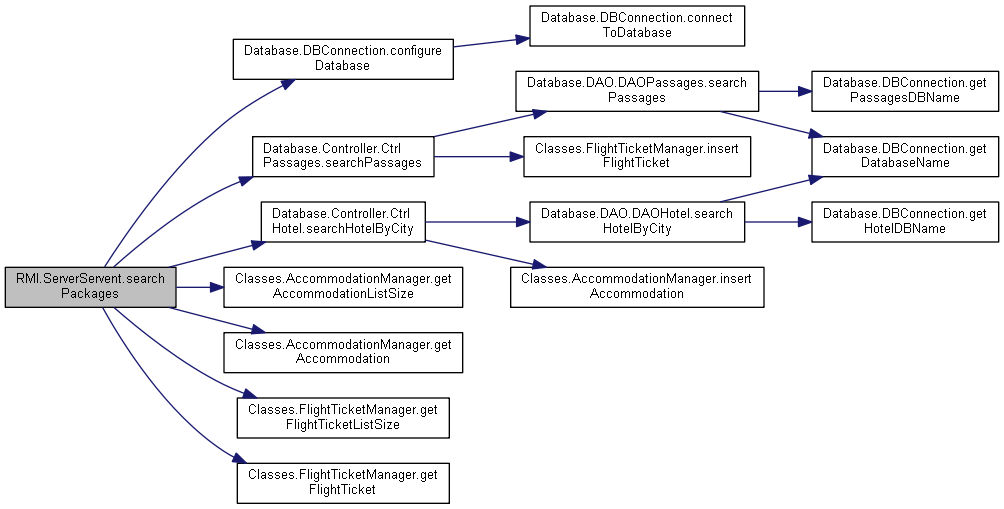 RMI.ServerServent.search
Packages
Database.DBConnection.configure
Database
Database.DBConnection.connect
ToDatabase
Database.Controller.Ctrl
Passages.searchPassages
Database.DAO.DAOPassages.search
Passages
Database.DBConnection.get
PassagesDBName
Database.DBConnection.get
DatabaseName
Classes.FlightTicketManager.insert
FlightTicket
Database.Controller.Ctrl
Hotel.searchHotelByCity
Database.DAO.DAOHotel.search
HotelByCity
Database.DBConnection.get
HotelDBName
Classes.AccommodationManager.insert
Accommodation
Classes.AccommodationManager.get
AccommodationListSize
Classes.AccommodationManager.get
Accommodation
Classes.FlightTicketManager.get
FlightTicketListSize
Classes.FlightTicketManager.get
FlightTicket